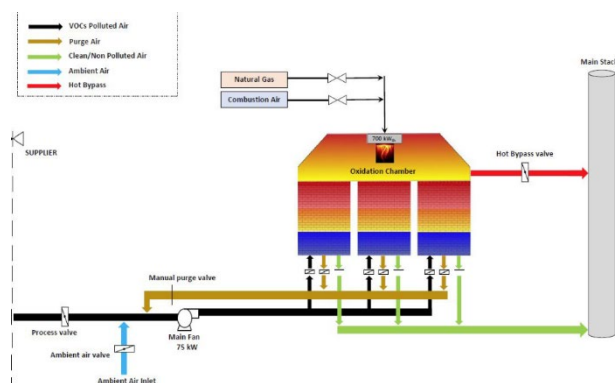 VOCs Polluted Air
Purge Air
Clean/Non Polluted Air
Ambient Air
Hot Bypass
Main Stack
Natural Gas
Combustion Air
SUPPLIER
700 kW
Oxidation Chamber
Hot Bypass valve
Manual purge valve
Process valve
Main Fan
75 kW
Ambient air valve
Ambient Air Inlet